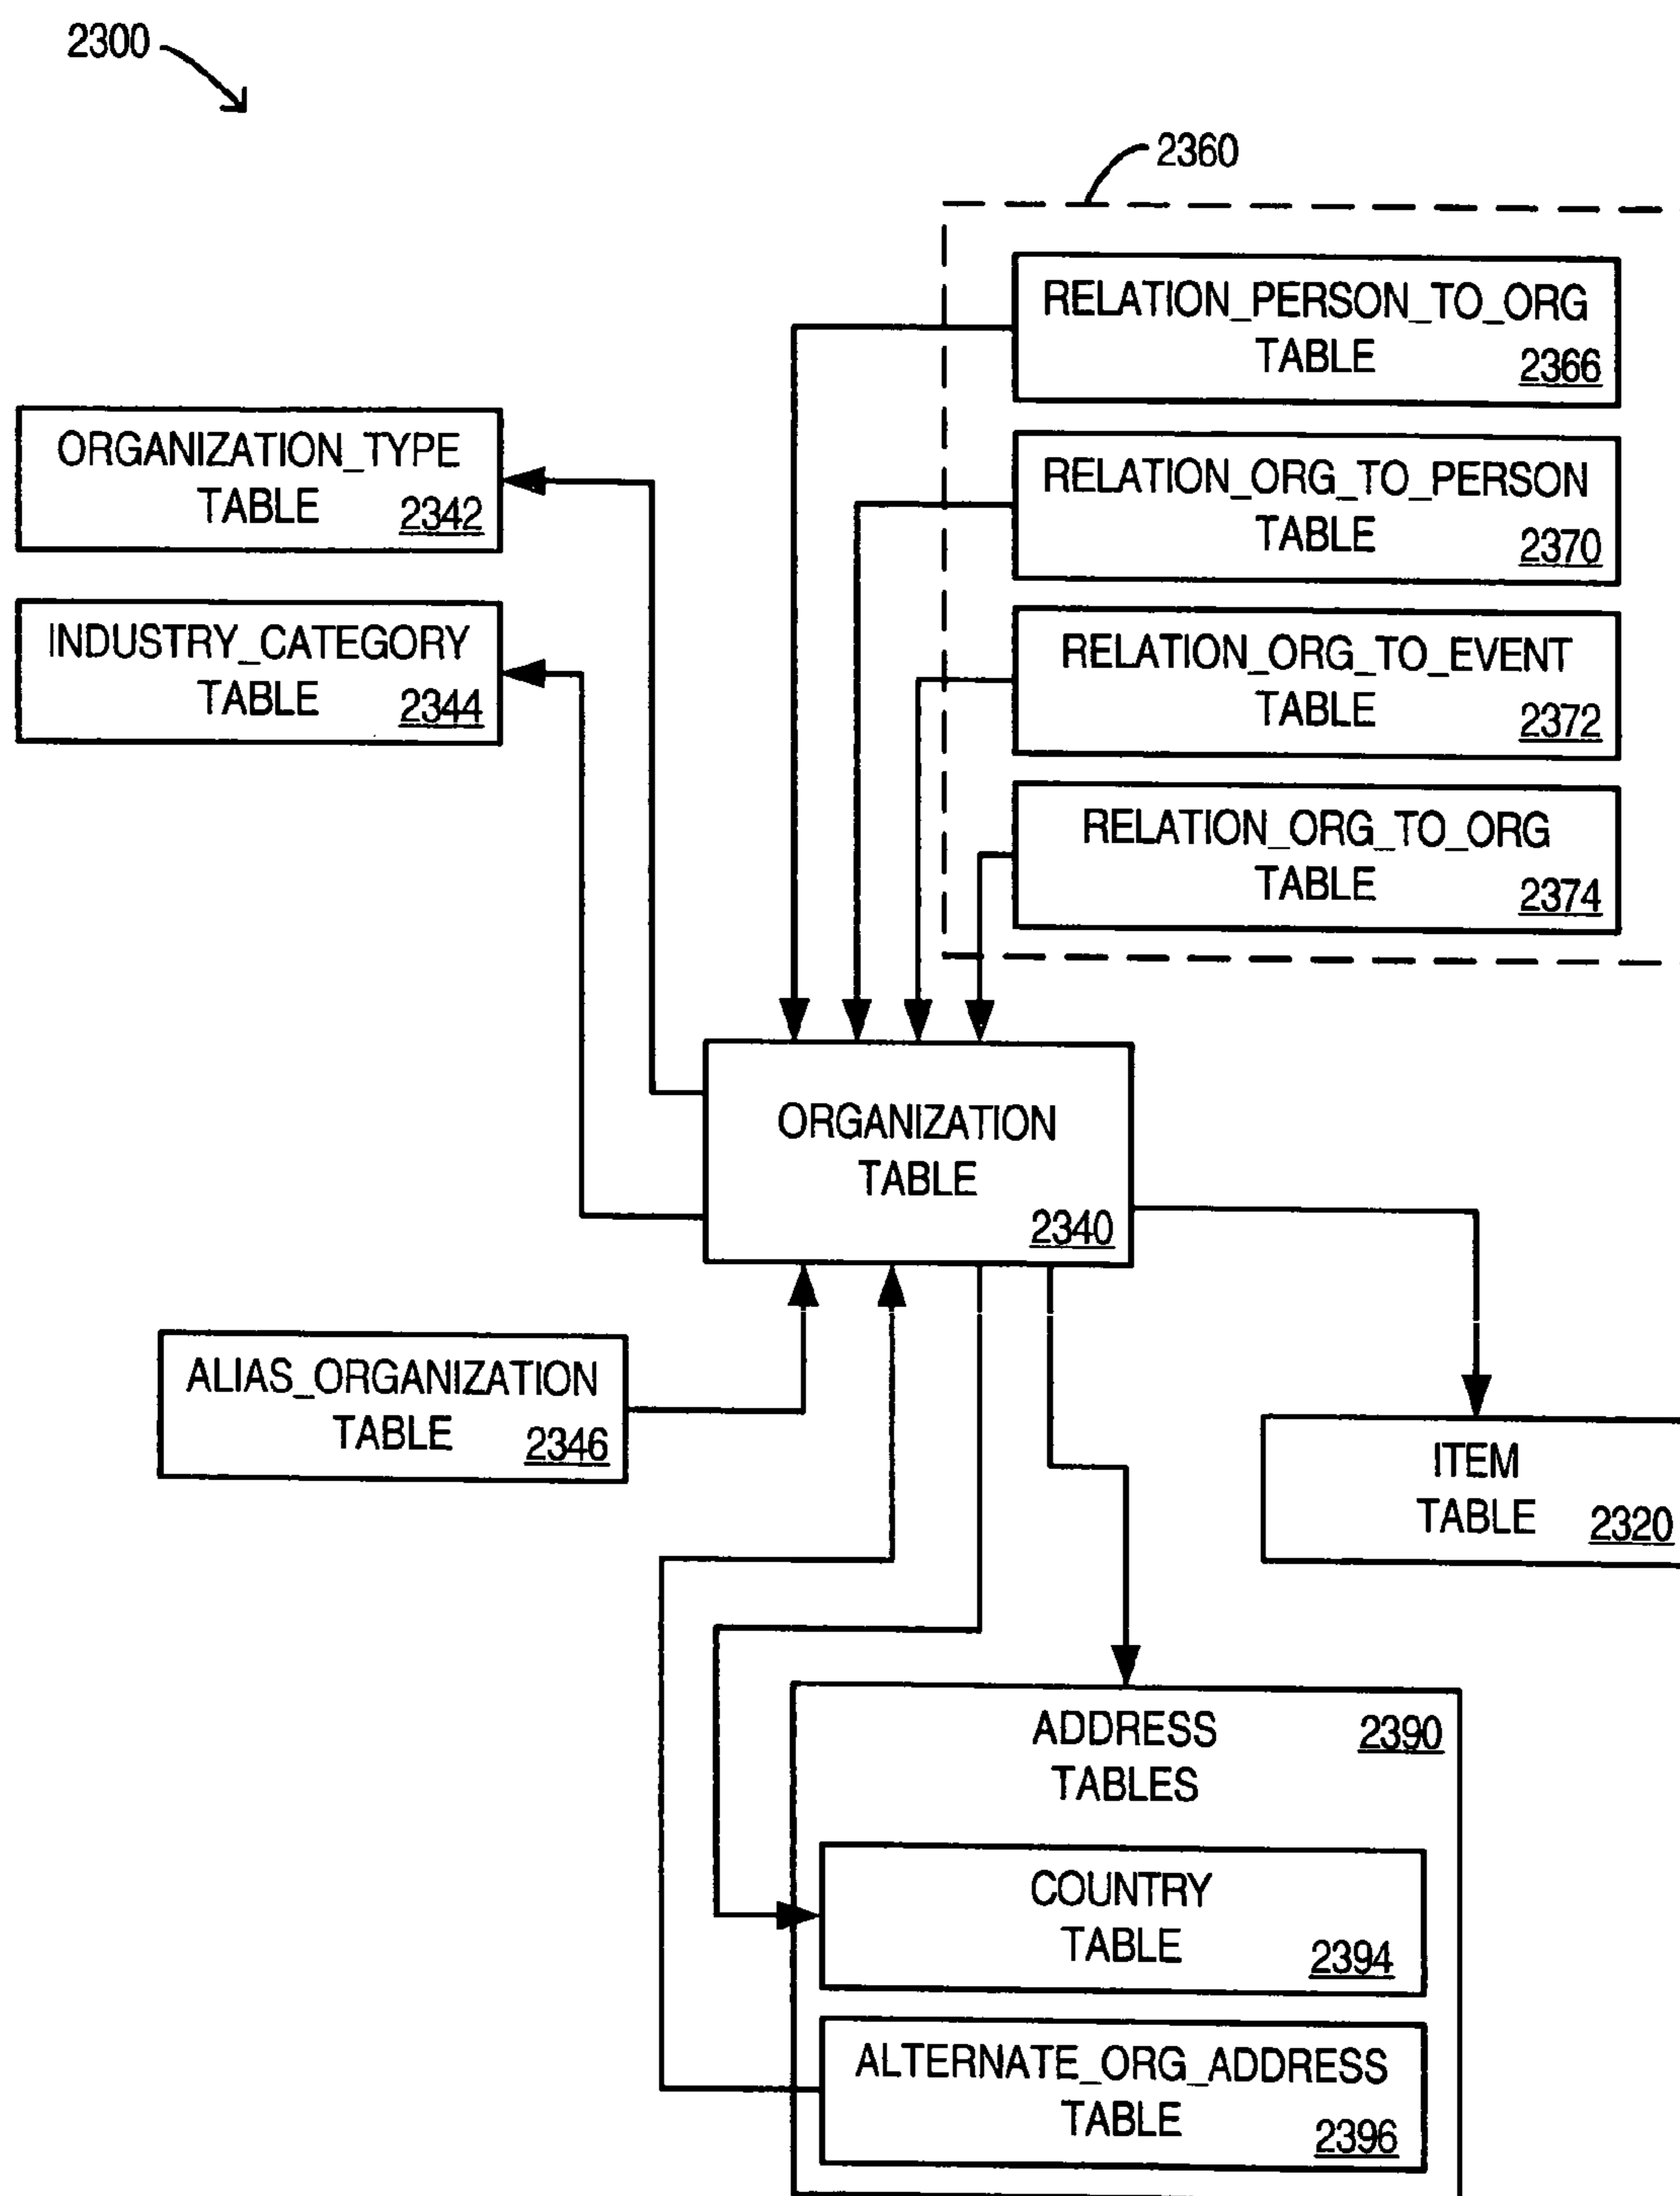 2300
2360
RELATION_PERSON_TO_ORG
TABLE 2366
ORGANIZATION_TYPE
TABLE 2342
RELATION_ORG_TO_PERSON
TABLE 2370
INDUSTRY_CATEGORY
TABLE 2344
RELATION_ORG_TO_EVENT
TABLE 2372
RELATION_ORG_TO_ORG
TABLE 2374
ORGANIZATION
TABLE
2340
ALIAS_ORGANIZATION
TABLE 2346
ITEM
TABLE 2320
ADDRESS 2390
TABLES
COUNTRY
TABLE 2394
ALTERNATE_ORG_ADDRESS
TABLE 2396